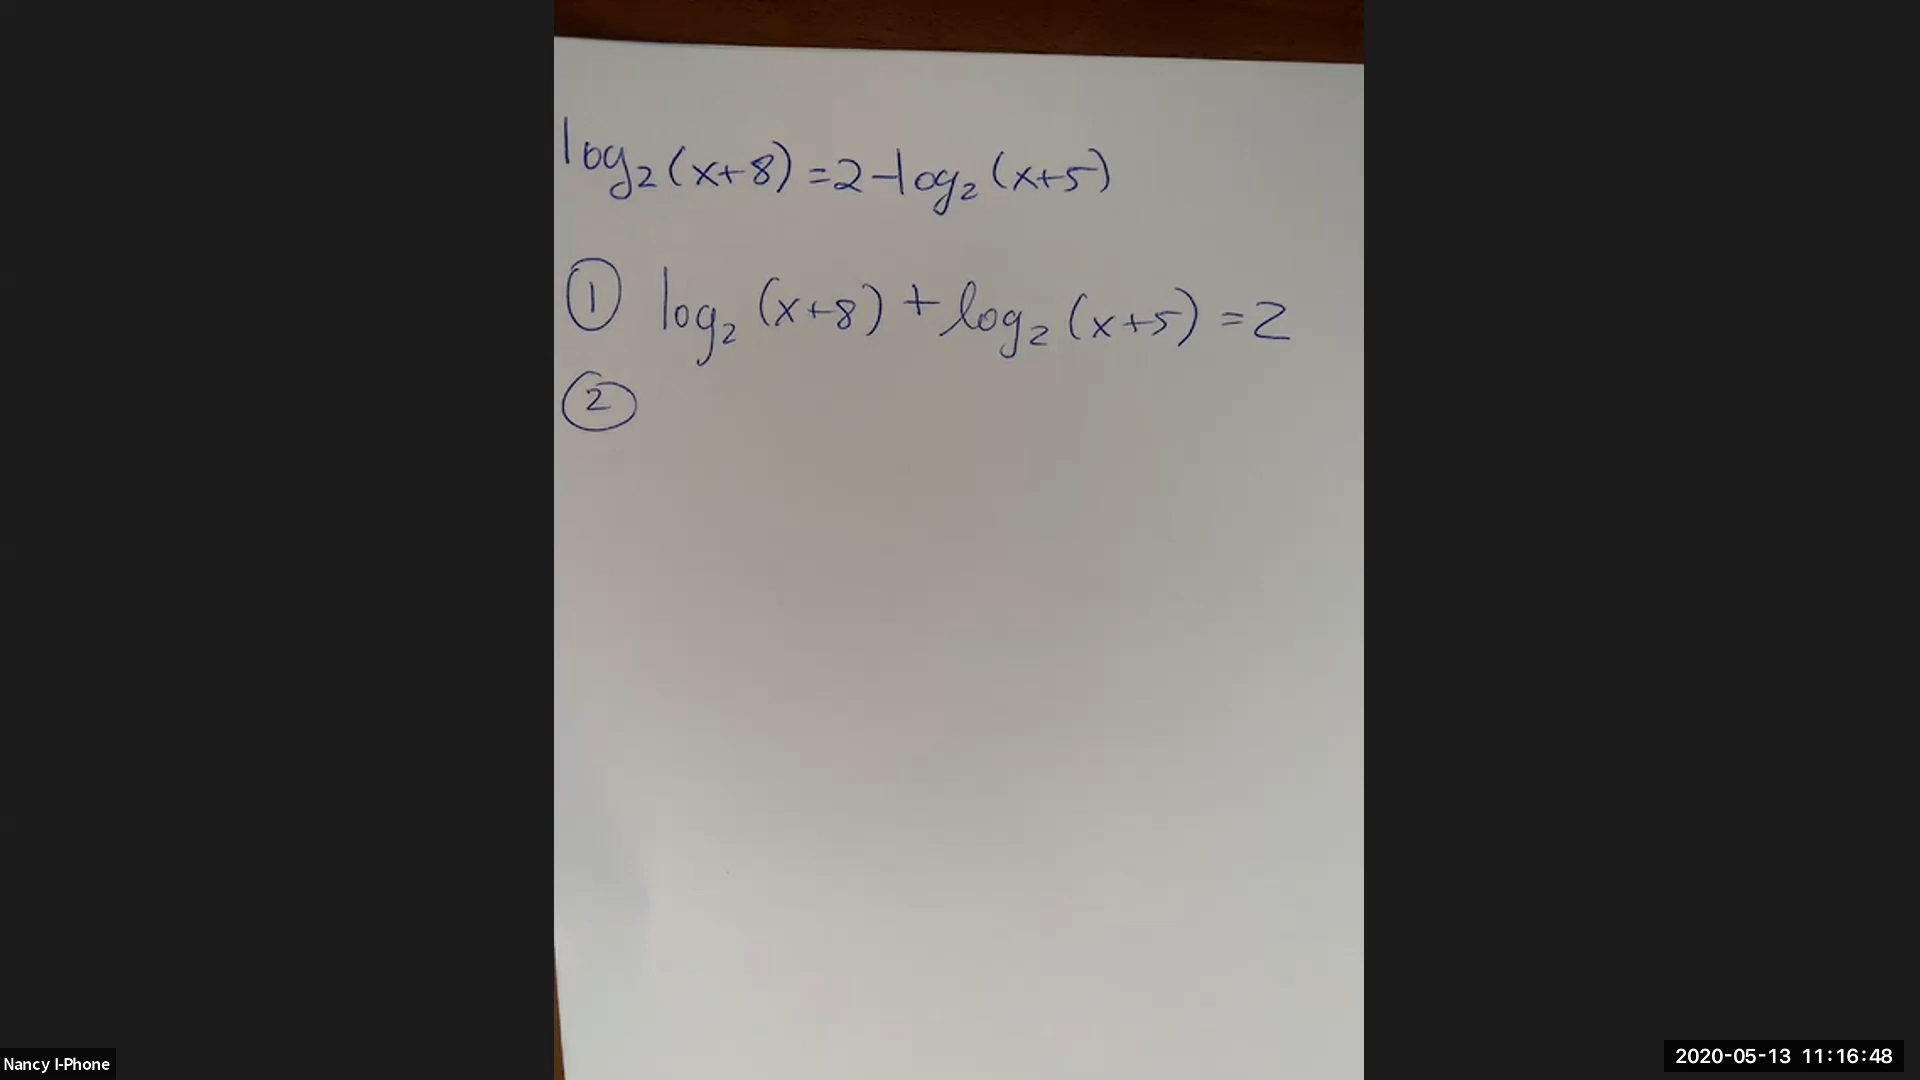 log₂(x+8)=2-log₂(x+5)
① log₂(x+8)+log₂(x+5)=2
②
Nancy I-Phone
2020-05-13 11:16:48